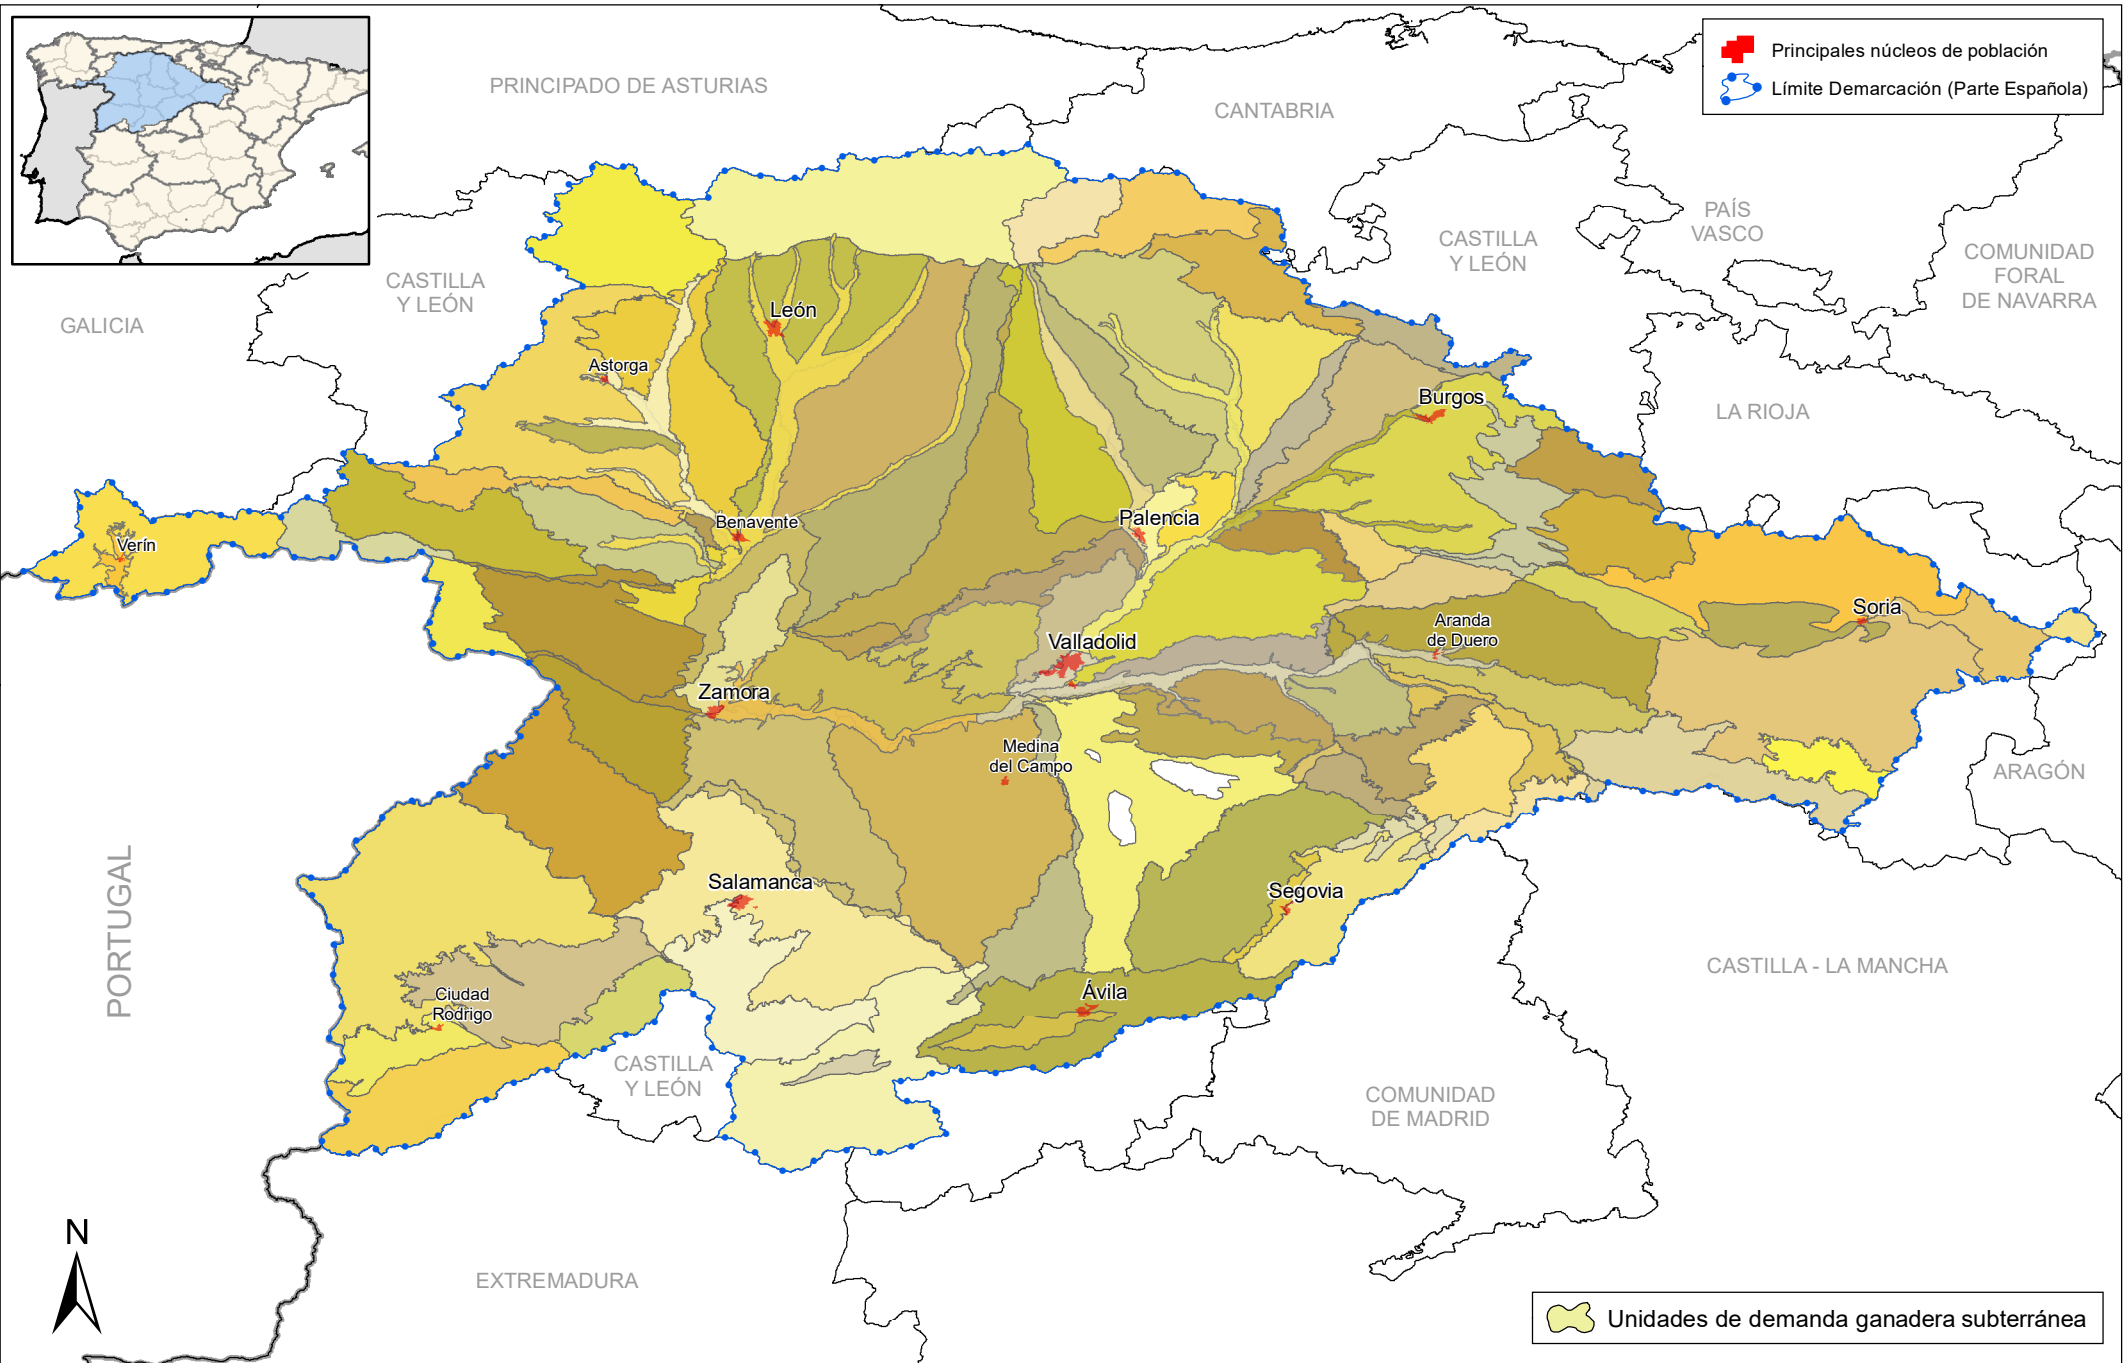 Principales núcleos de población
Límite Demarcación (Parte Española)
PRINCIPADO DE ASTURIAS
CANTABRIA
PAÍS
VASCO
CASTILLA
Y LEÓN
COMUNIDAD
FORAL
DE NAVARRA
CASTILLA
Y LEÓN
GALICIA
León
Astorga
Burgos
LA RIOJA
Benavente
Palencia
Verín
Soria
Aranda
de Duero
Valladolid
Zamora
Medina
del Campo
ARAGÓN
PORTUGAL
Salamanca
Segovia
CASTILLA - LA MANCHA
Ciudad
Rodrigo
Ávila
CASTILLA
Y LEÓN
COMUNIDAD
DE MADRID
N
EXTREMADURA
Unidades de demanda ganadera subterránea